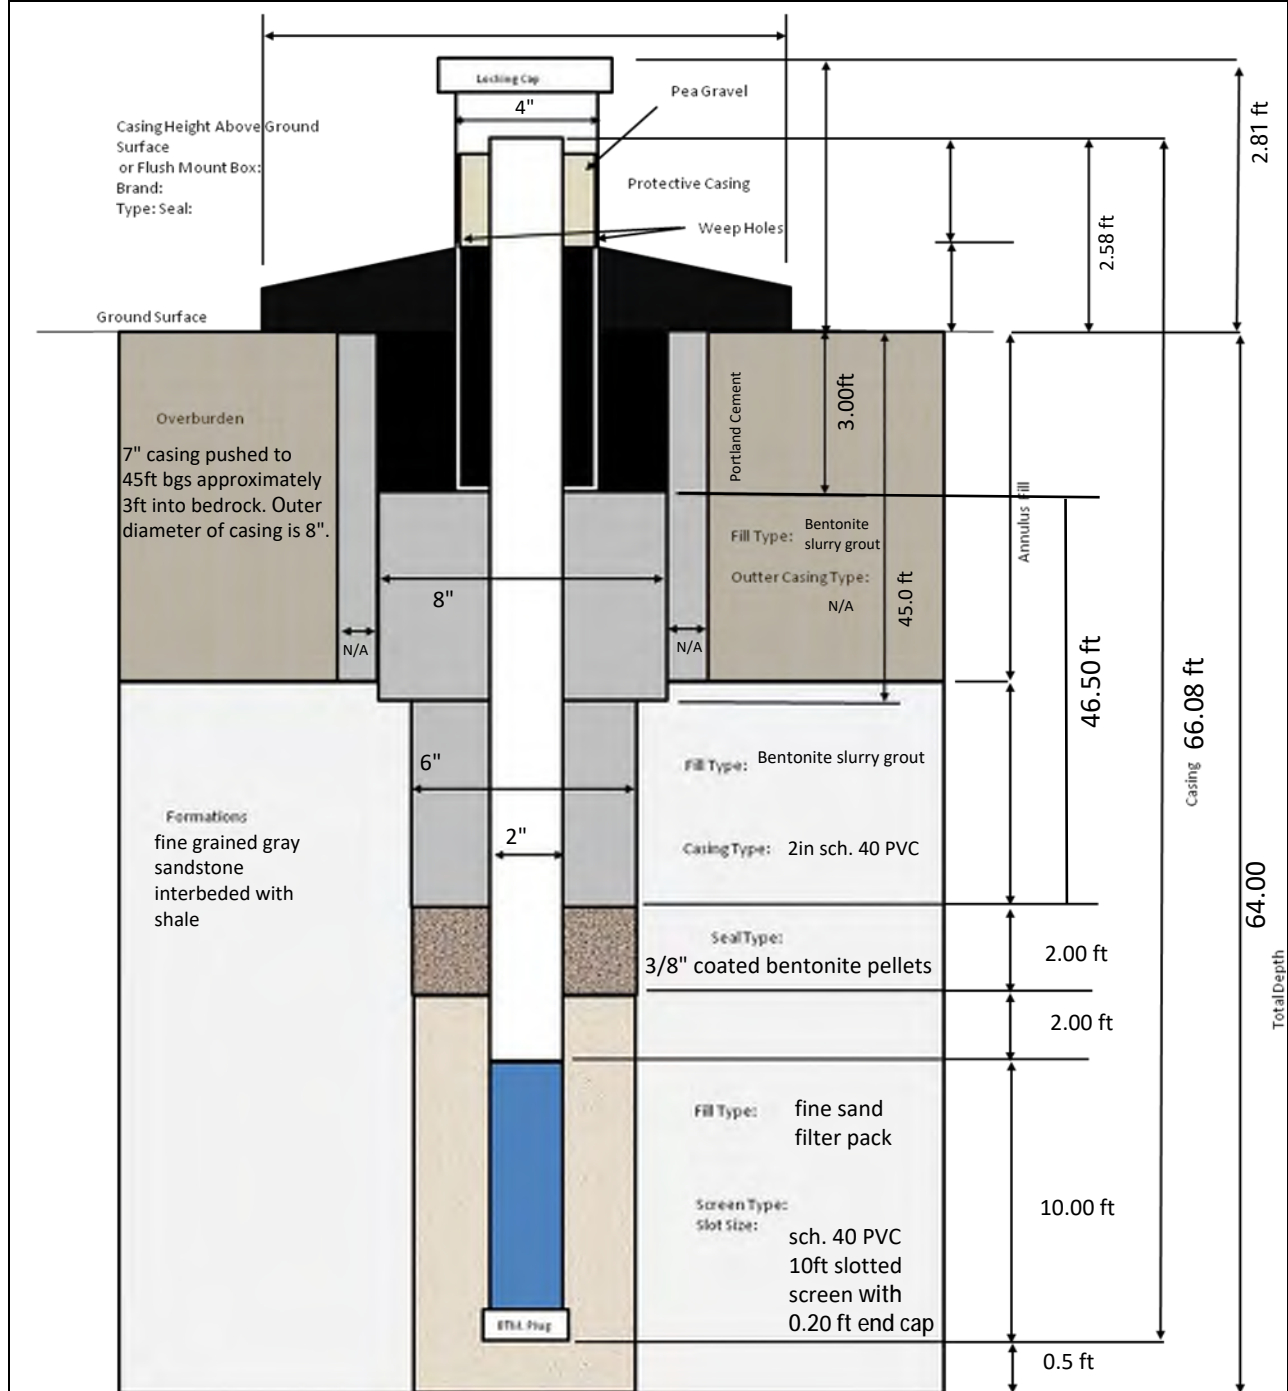 Locking Cap
4"
Pea Gravel
2.81 ft
Casing Height Above Ground
Surface
or Flush Mount Box:
Brand:
Type: Seal:
Protective Casing
Weep Holes
2.58 ft
Ground Surface
Overburden
7" casing pushed to
45ft bgs approximately
3ft into bedrock. Outer
diameter of casing is 8".
Portland Cement
3.00ft
Annulus Fill
Fill Type: Bentonite
slurry grout
Outter Casing Type:
N/A
45.0 ft
8"
N/A
N/A
46.50 ft
Casing 66.08 ft
6"
Fill Type: Bentonite slurry grout
2"
Casing Type: 2in sch. 40 PVC
Formations
fine grained gray
sandstone
interbeded with
shale
64.00
Total Depth
Seal Type:
3/8" coated bentonite pellets
2.00 ft
2.00 ft
Fill Type: fine sand
filter pack
Screen Type:
Slot Size:
sch. 40 PVC
10ft slotted
screen with
0.20 ft end cap
10.00 ft
BTM. Plug
0.5 ft